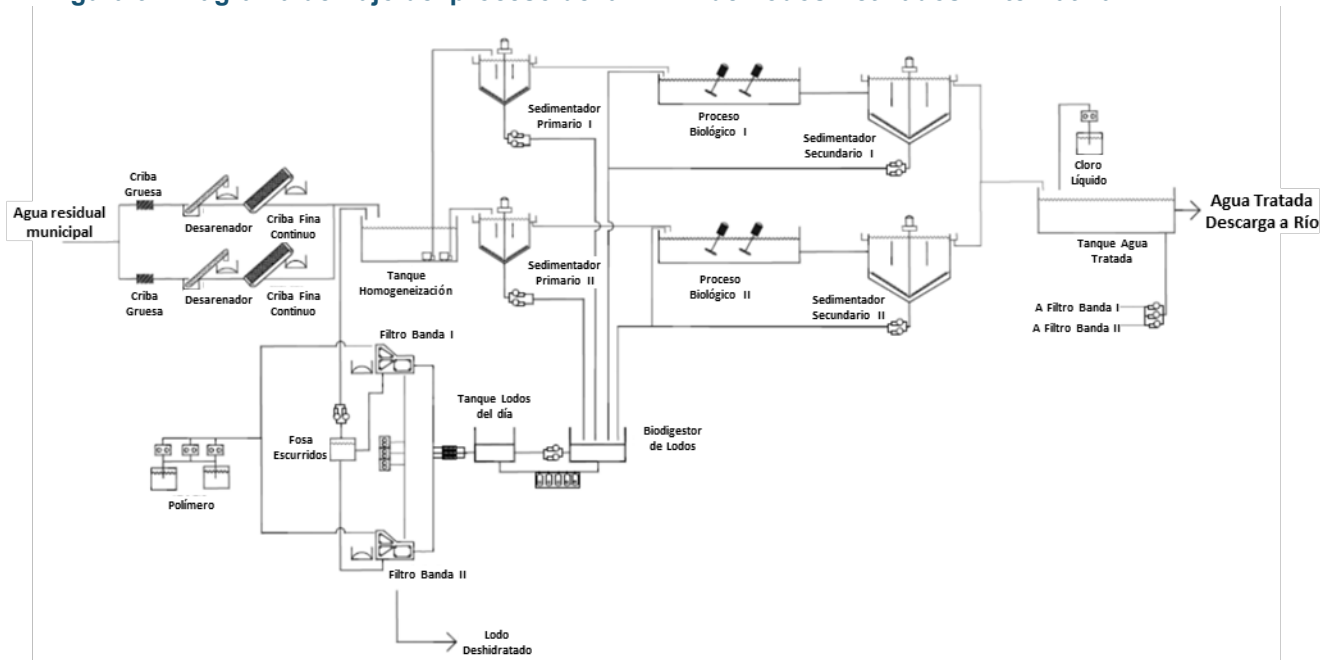 Sedimentador
Primario I
Proceso
Biológico I
Sedimentador
Secundario I
Cloro
Líquido
Criba
Gruesa
Desarenador
Criba Fina
Continuo
Agua residual
municipal
Agua Tratada
Descarga a Río
Tanque Agua
Tratada
Criba
Gruesa
Desarenador
Criba Fina
Continuo
Tanque
Homogeneización
Sedimentador
Primario II
Proceso
Biológico II
Sedimentador
Secundario II
A Filtro Banda I
A Filtro Banda II
Filtro Banda I
Tanque Lodos
del día
Biodigestor
de Lodos
Fosa
Escurridos
Polímero
Filtro Banda II
Lodo
Deshidratado